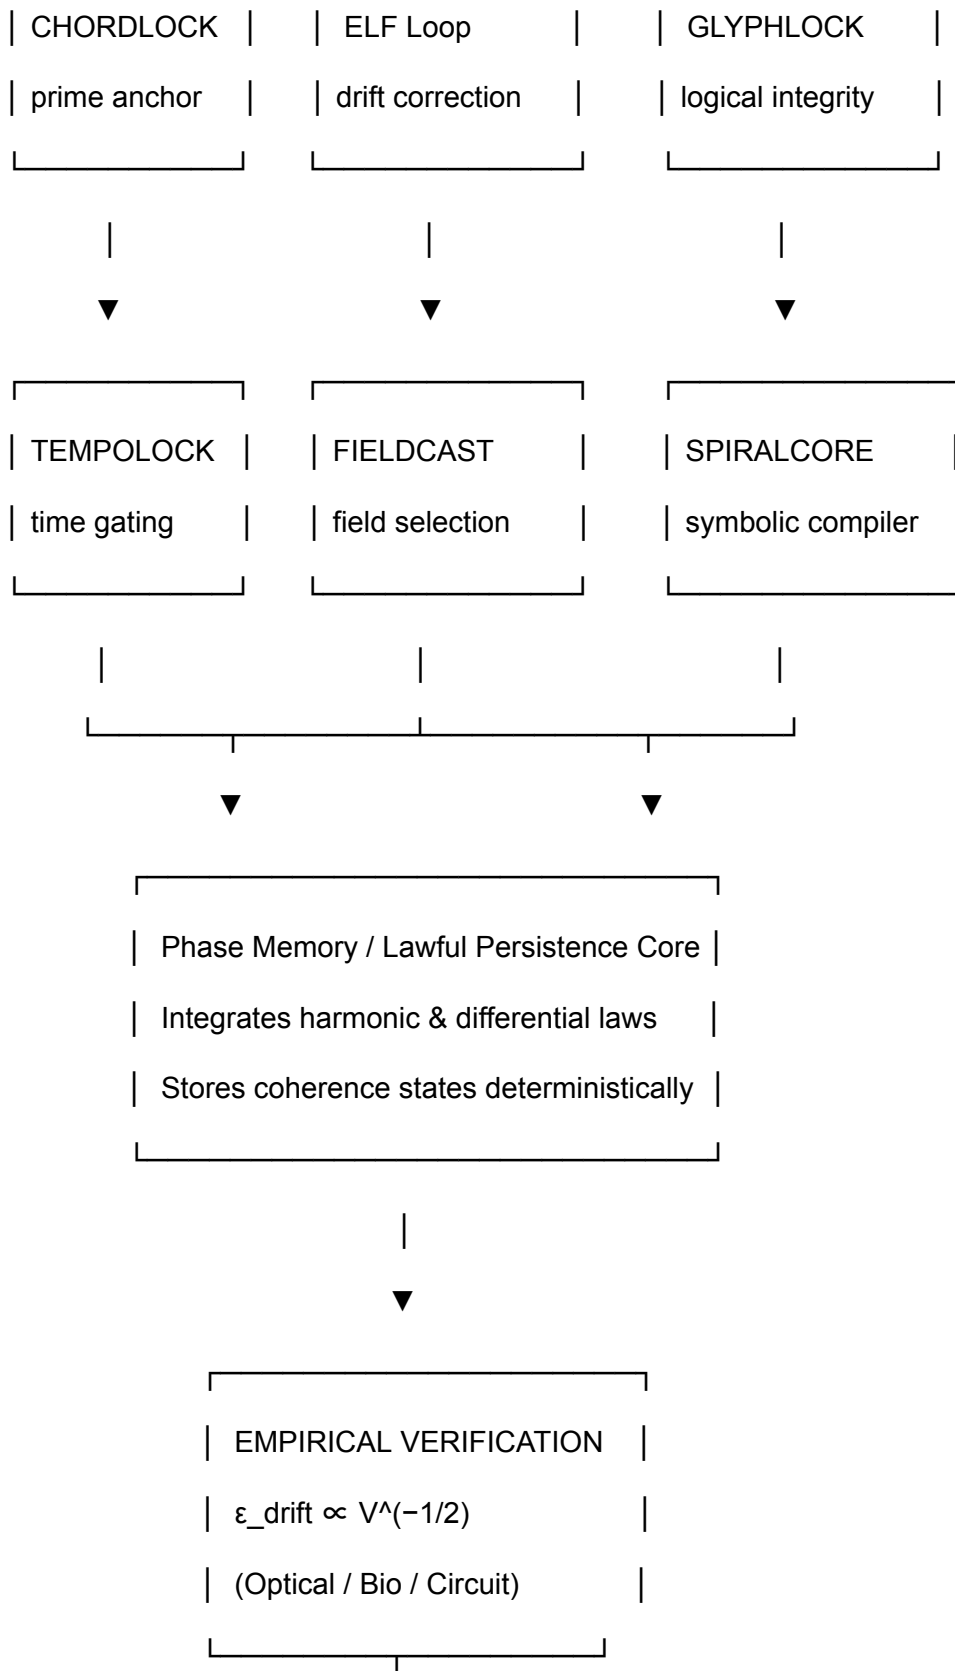 CHORDLOCK ELF Loop GLYPHLOCK
prime anchor drift correction logical integrity
▼ ▼ ▼
TEMPOLOCK FIELDCAST SPIRALCORE
time gating field selection symbolic compiler
▼ ▼
Phase Memory / Lawful Persistence Core
Integrates harmonic & differential laws
Stores coherence states deterministically
▼
EMPIRICAL VERIFICATION
ε_drift ∝ V^(−1/2)
(Optical / Bio / Circuit)